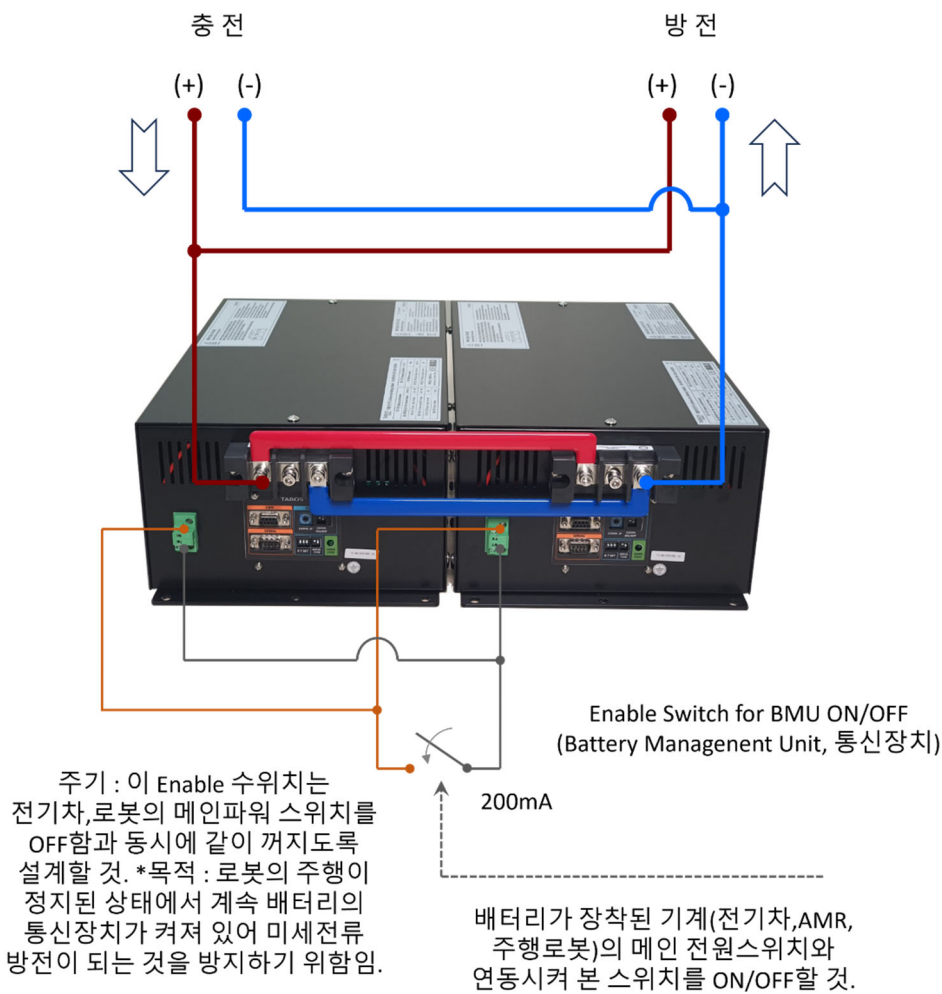 충 전
방 전
(+)
(-)
(+)
(-)
TABOS
Enable Switch for BMU ON/OFF
(Battery Managenent Unit, 통신장치)
200mA
주기 : 이 Enable 수위치는
전기차,로봇의 메인파워 스위치를
OFF함과 동시에 같이 꺼지도록
설계할 것. *목적 : 로봇의 주행이
정지된 상태에서 계속 배터리의
통신장치가 켜져 있어 미세전류
방전이 되는 것을 방지하기 위함임.
배터리가 장착된 기계(전기차,AMR,
주행로봇)의 메인 전원스위치와
연동시켜 본 스위치를 ON/OFF할 것.